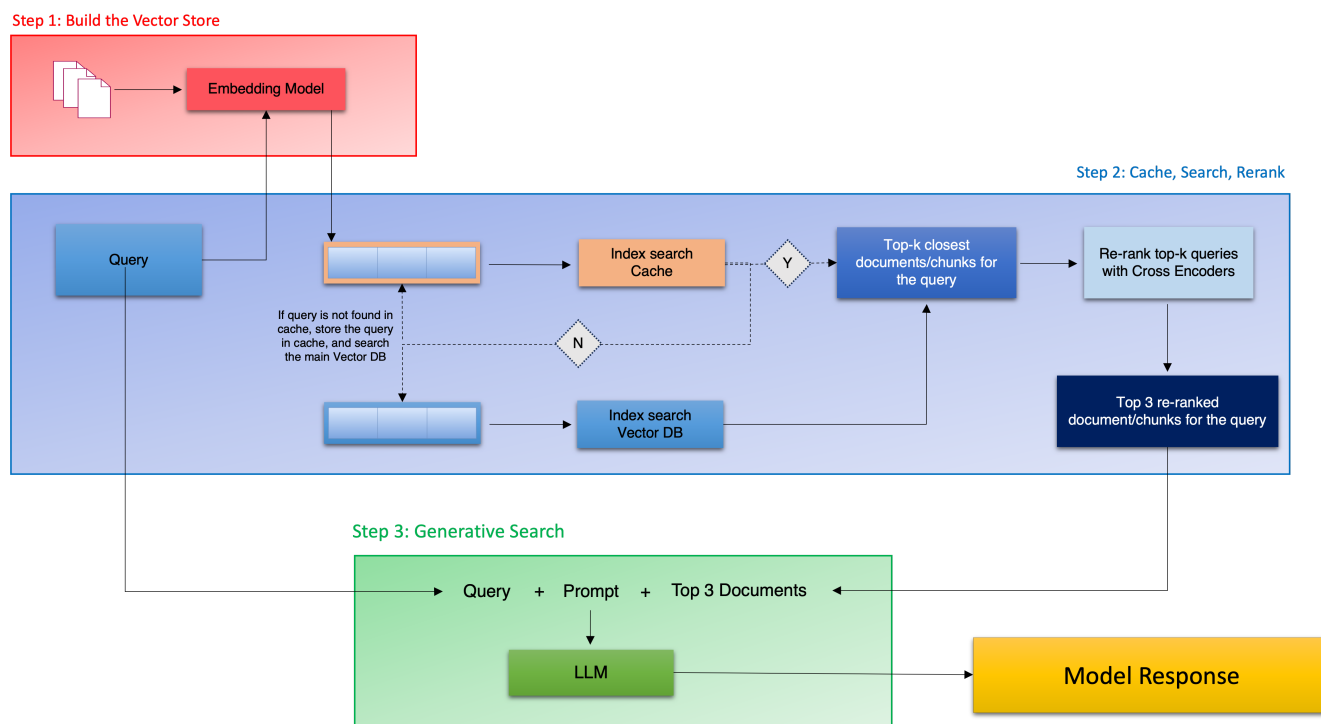 Step 1: Build the Vector Store
Embedding Model
Step 2: Cache, Search, Rerank
Query
Index search
Cache
Y
Top-k closest
documents/chunks for
the query
Re-rank top-k queries
with Cross Encoders
If query is not found in
cache, store the query
in cache, and search
the main Vector DB
N
Index search
Vector DB
Top 3 re-ranked
document/chunks for the query
Step 3: Generative Search
Query + Prompt + Top 3 Documents
LLM
Model Response